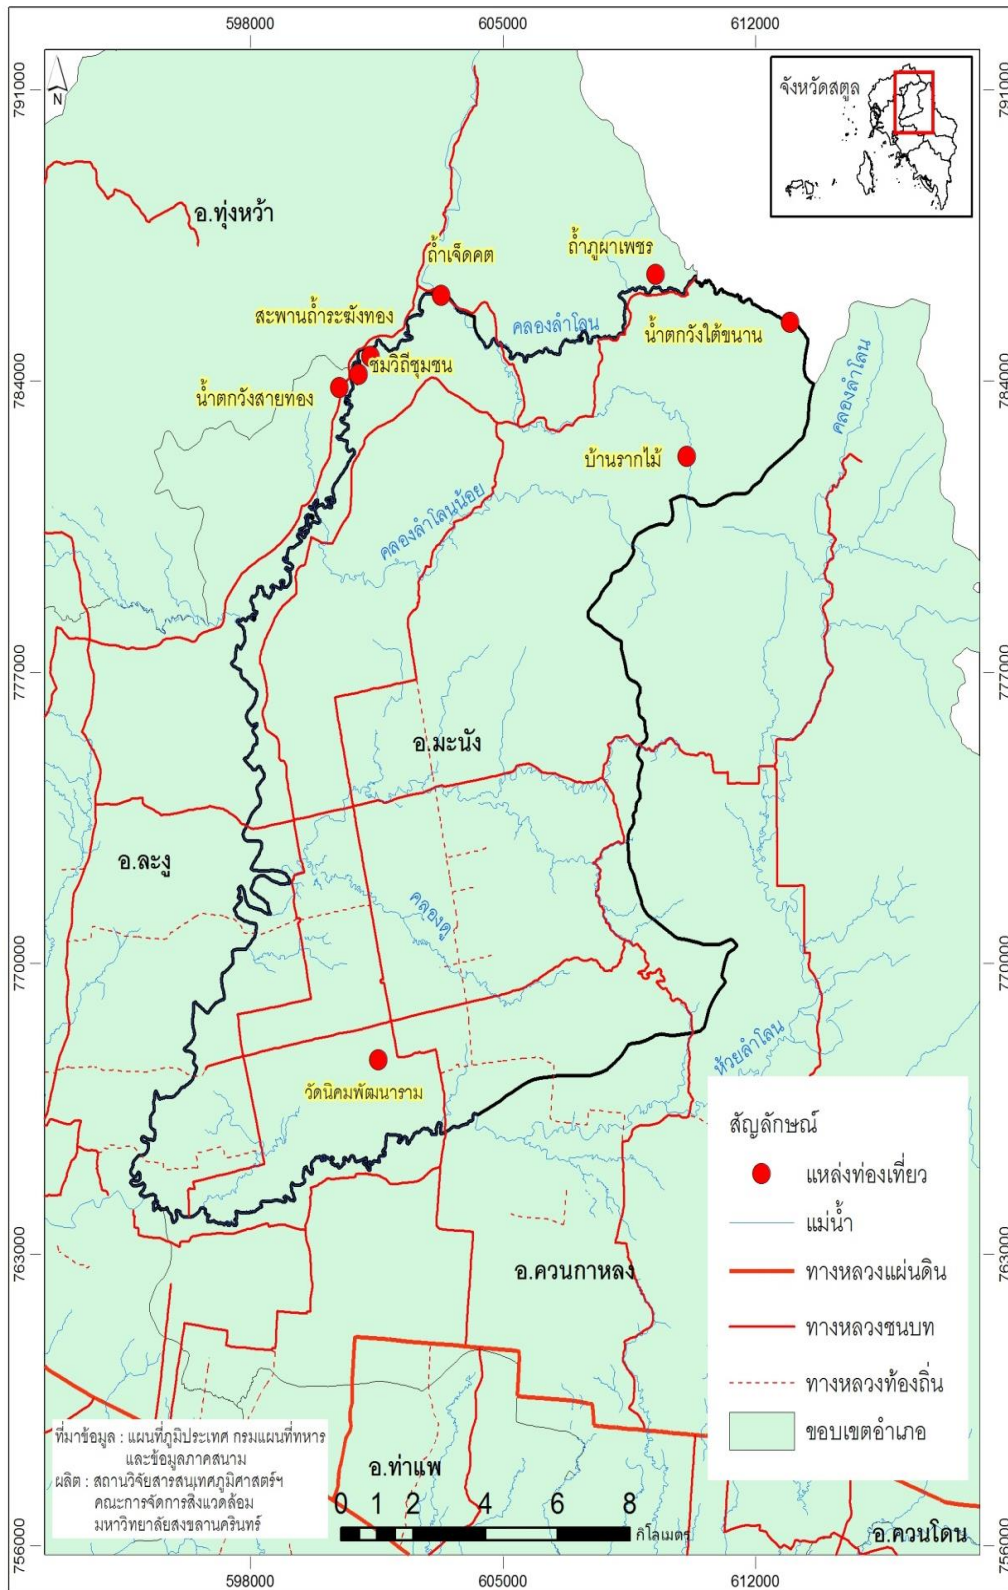 598000 605000 612000
791000
791000
N
จังหวัดสตูล
อ.ทุ่งหว้า
ถ้ำเจ็ดคต
ถ้ำภูผาเพชร
สะพานถ้ำระฆังทอง
คลองลำโลน
น้ำตกวังใต้ขนาน
ชมวิถีชุมชน
น้ำตกวังสายทอง
คลองลำโลน
784000
784000
บ้านรากไม้
คลองลำโลนน้อย
777000
777000
อ.มะนัง
อ.ละงู
คลองดู
770000
770000
ห้วยลำโลน
วัดนิคมพัฒนาราม
สัญลักษณ์
แหล่งท่องเที่ยว
แม่น้ำ
ทางหลวงแผ่นดิน
ทางหลวงชนบท
ทางหลวงท้องถิ่น
ขอบเขตอำเภอ
763000
763000
อ.ควนกาหลง
ที่มาข้อมูล : แผนที่ภูมิประเทศ กรมแผนที่ทหาร
และข้อมูลภาคสนาม
ผลิต : สถานวิจัยสารสนเทศภูมิศาสตร์ฯ
คณะการจัดการสิ่งแวดล้อม
มหาวิทยาลัยสงขลานครินทร์
อ.ท่าแพ
0 1 2 4 6 8
กิโลเมตร
อ.ควนโดน
756000
756000
598000 605000 612000